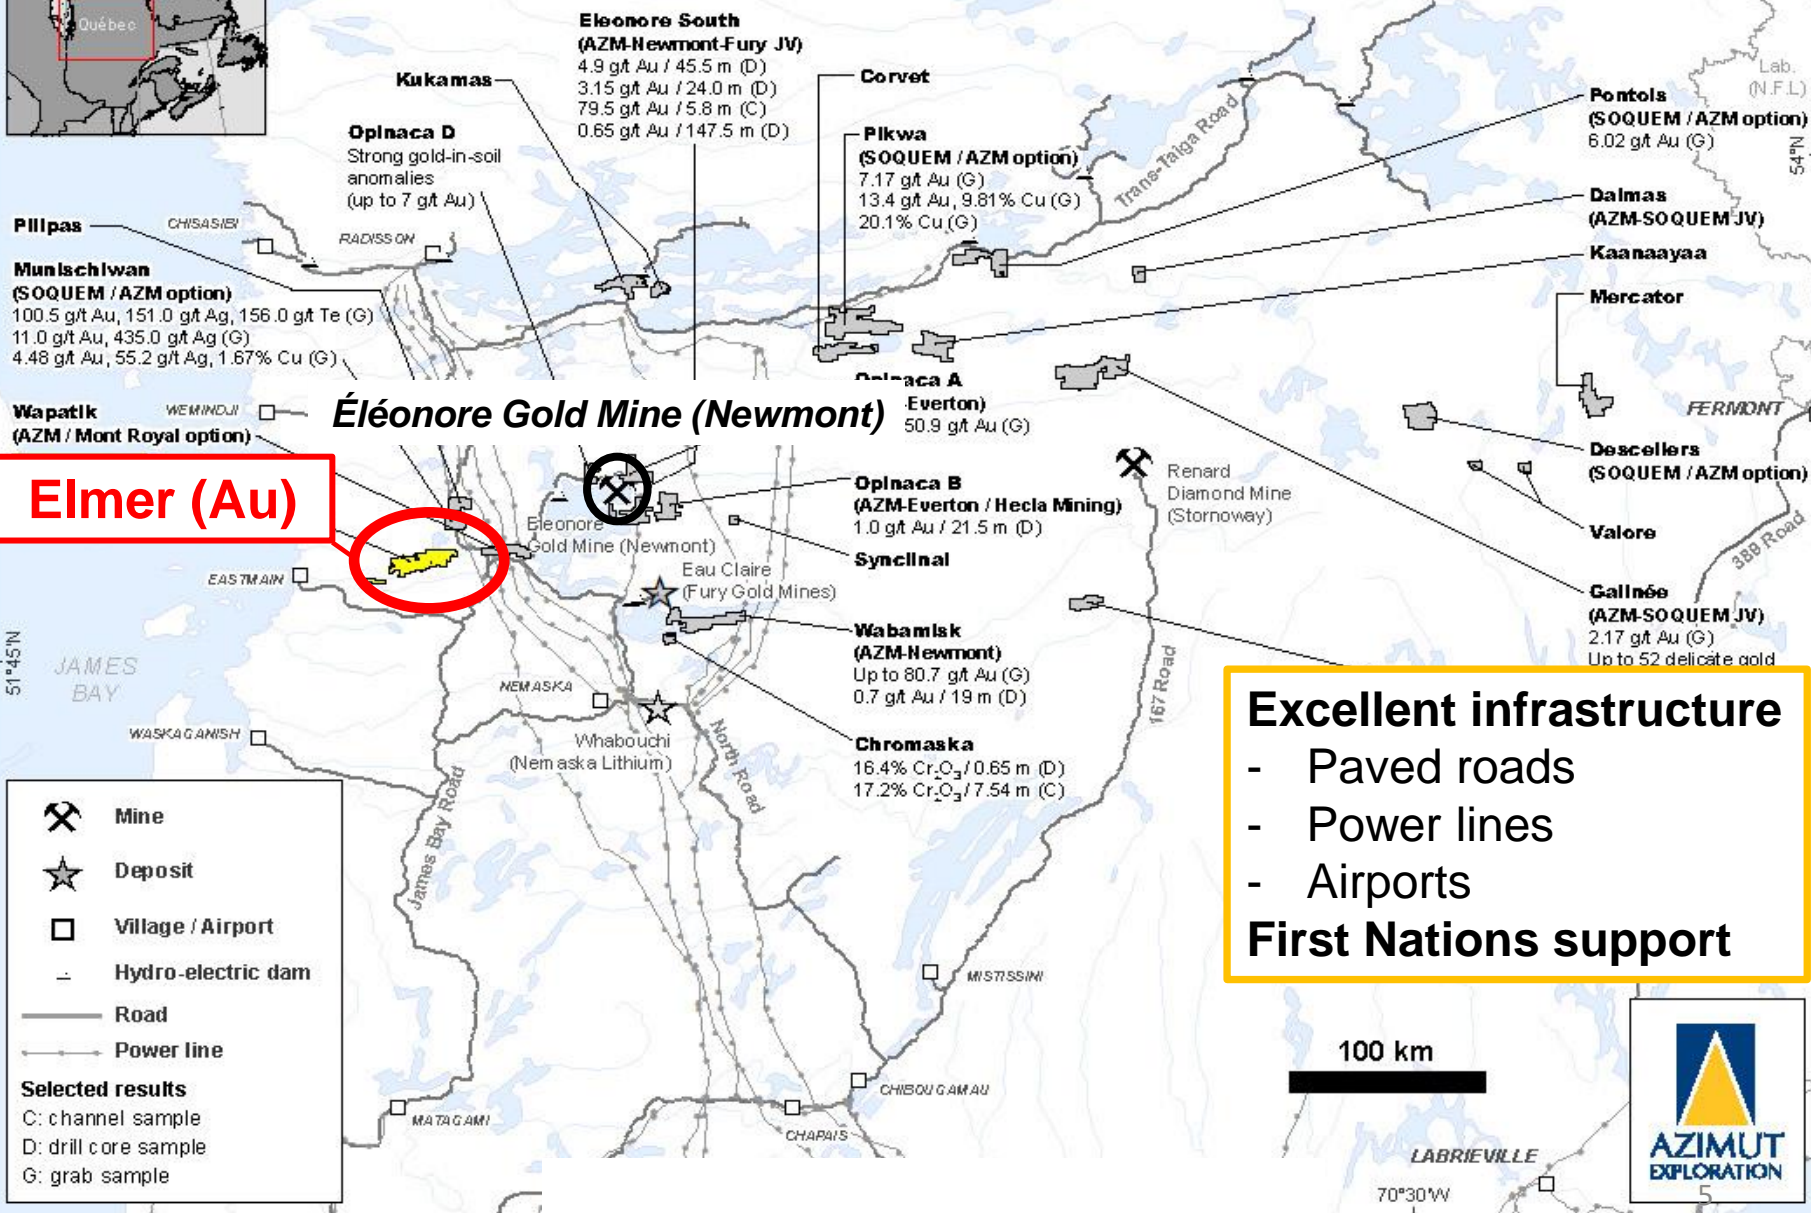 Québec
Eleonore South
(AZM-Newmont-Fury JV)
4.9 g/t Au / 45.5 m (D)
3.15 g/t Au / 24.0 m (D)
79.5 g/t Au / 5.8 m (C)
0.65 g/t Au / 147.5 m (D)
Kukamas
Opinaca D
Strong gold-in-soil
anomalies
(up to 7 g/t Au)
Corvet
Pikwa
(SOQUEM / AZM option)
7.17 g/t Au (G)
13.4 g/t Au, 9.81% Cu (G)
20.1% Cu (G)
Trans-Taiga Road
Lab.
(N.F.L)
Pontois
(SOQUEM / AZM option)
6.02 g/t Au (G)
54°N
Dalmas
(AZM-SOQUEM JV)
Kaanaayaa
Mercator
Pilipas
CHISASIBI
RADISSON
Munischiwan
(SOQUEM / AZM option)
100.5 g/t Au, 151.0 g/t Ag, 156.0 g/t Te (G)
11.0 g/t Au, 435.0 g/t Ag (G)
4.48 g/t Au, 55.2 g/t Ag, 1.67% Cu (G)
Wapatik
(AZM / Mont Royal option)
WEMINDJI
Éléonore Gold Mine (Newmont)
Opinaca A
-Everton)
50.9 g/t Au (G)
FERMONT
Descellers
(SOQUEM / AZM option)
Elmer (Au)
Eleonore
Gold Mine (Newmont)
Opinaca B
(AZM-Everton / Hecla Mining)
1.0 g/t Au / 21.5 m (D)
Synclinal
Renard
Diamond Mine
(Stornoway)
Valore
389 Road
EASTMAIN
Eau Claire
(Fury Gold Mines)
Galinée
(AZM-SOQUEM JV)
2.17 g/t Au (G)
Up to 52 delicate gold
Wabamisk
(AZM-Newmont)
Up to 80.7 g/t Au (G)
0.7 g/t Au / 19 m (D)
51°45'N
JAMES
BAY
NEMASKA
WASKAGANISH
Whabouchi
(Nemaska Lithium)
North Road
167 Road
James Bay Road
Chromaska
16.4% Cr2O3 / 0.65 m (D)
17.2% Cr2O3 / 7.54 m (C)
Excellent infrastructure
- Paved roads
- Power lines
- Airports
First Nations support
Mine
Deposit
Village / Airport
Hydro-electric dam
Road
Power line
Selected results
C: channel sample
D: drill core sample
G: grab sample
MISTISSINI
CHIBOUGAMAU
MATAGAMI
CHAPAIS
100 km
LABRIEVILLE
70°30'W
AZIMUT
EXPLORATION
5